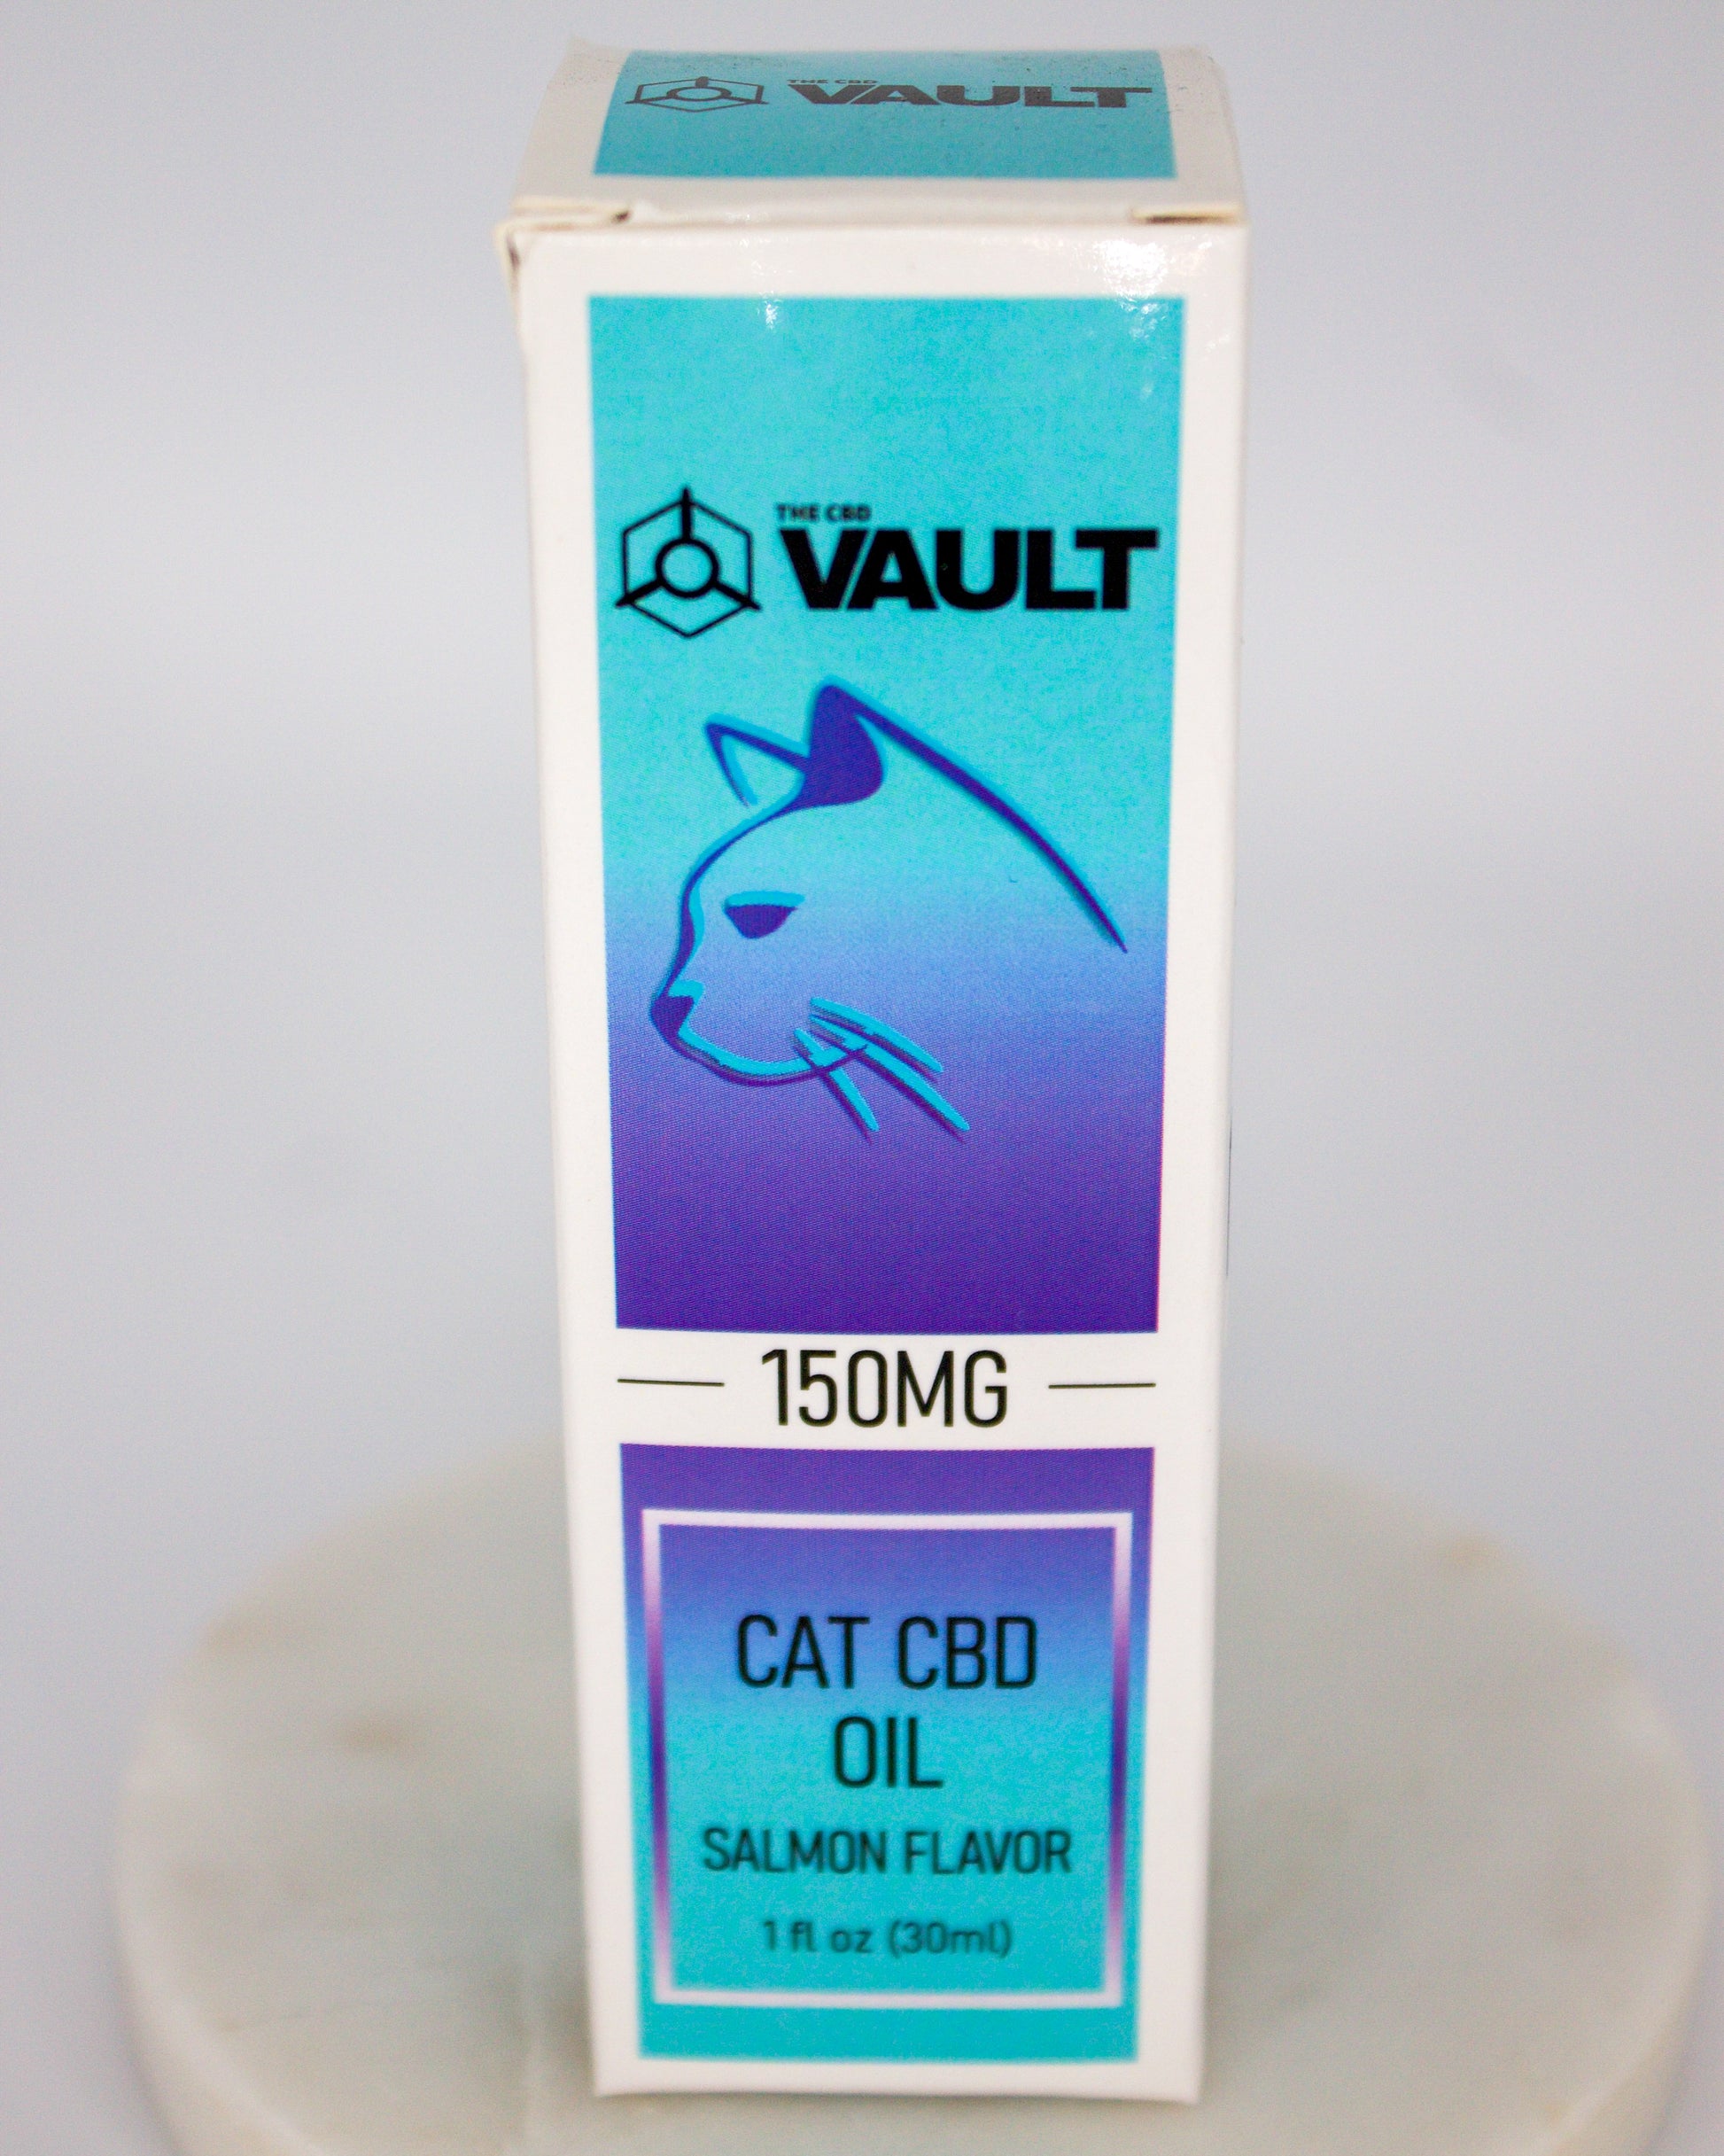 THE CBD
VAULT
THE CBD
VAULT
150MG
CAT CBD
OIL
SALMON FLAVOR
1 fl oz (30ml)